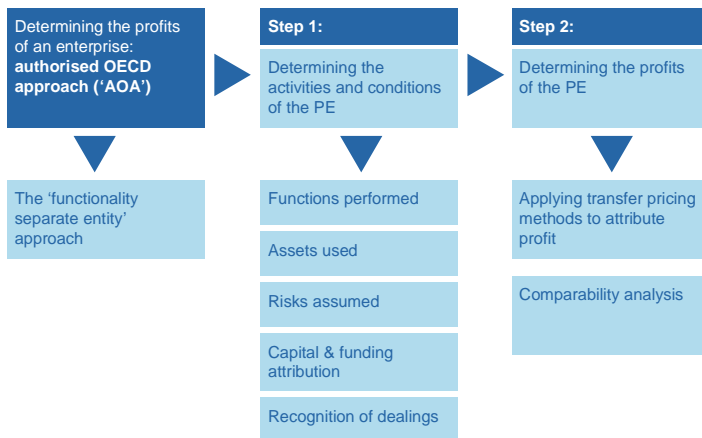 Determining the profits
of an enterprise:
authorised OECD
approach (‘AOA’)
The ‘functionality
separate entity’
approach
Step 1:
Determining the
activities and conditions
of the PE
Functions performed
Assets used
Risks assumed
Capital & funding
attribution
Recognition of dealings
Step 2:
Determining the profits
of the PE
Applying transfer pricing
methods to attribute
profit
Comparability analysis